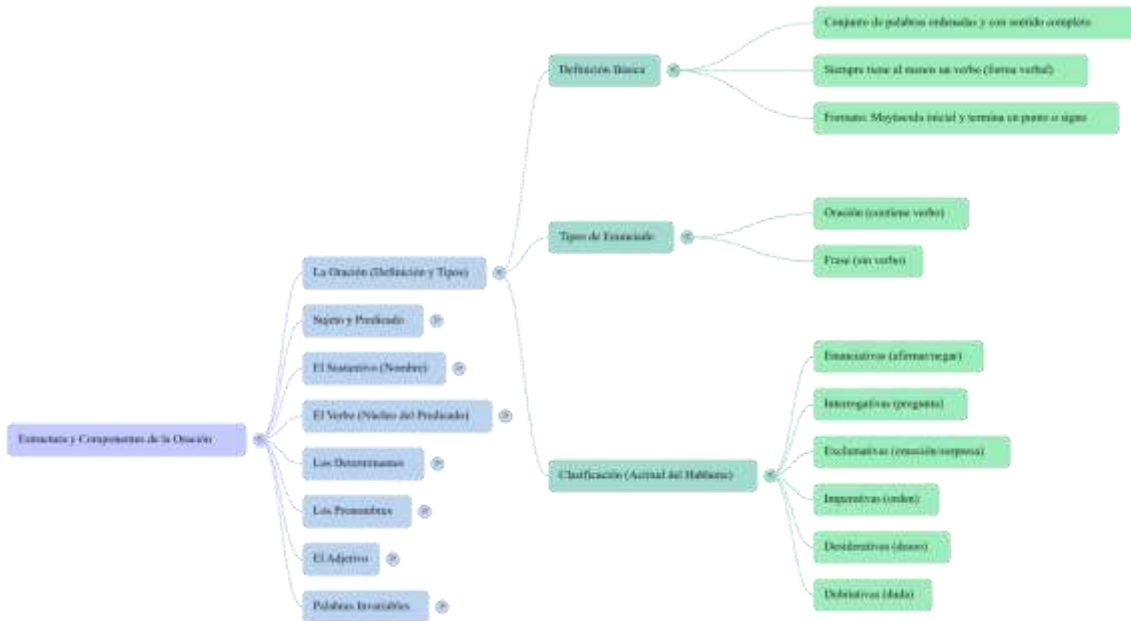 Estructura y Componentes de la Oración
La Oración (Definición y Tipos)
Definición Básica
Conjunto de palabras ordenadas y con sentido completo
Siempre tiene al menos un verbo (forma verbal)
Formato: Mayúscula inicial y termina en punto o signo
Tipos de Enunciado
Oración (contiene verbo)
Frase (sin verbo)
Clasificación (Actitud del Hablante)
Enunciativas (afirmar/negar)
Interrogativas (pregunta)
Exclamativas (emoción/sorpresa)
Imperativas (orden)
Desiderativas (deseo)
Dubitativas (duda)
Sujeto y Predicado
El Sustantivo (Nombre)
El Verbo (Núcleo del Predicado)
Los Determinantes
Los Pronombres
El Adjetivo
Palabras Invariables